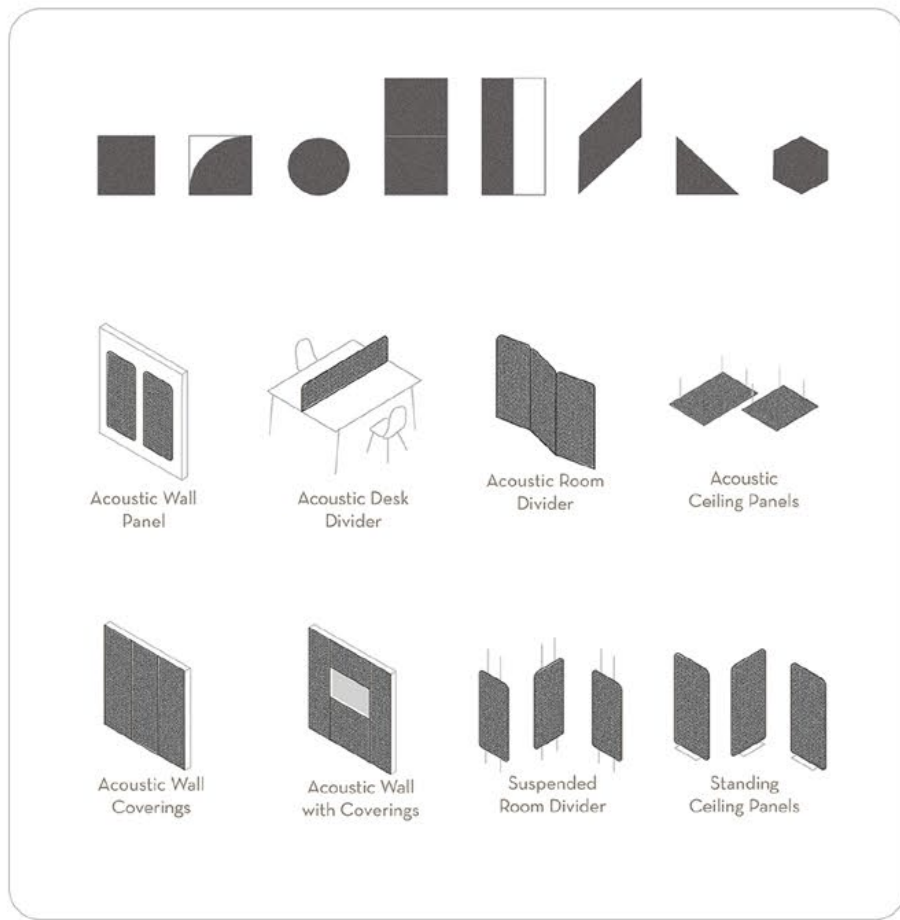 Acoustic Wall
Panel
Acoustic Desk
Divider
Acoustic Room
Divider
Acoustic
Ceiling Panels
Acoustic Wall
Coverings
Acoustic Wall
with Coverings
Suspended
Room Divider
Standing
Ceiling Panels